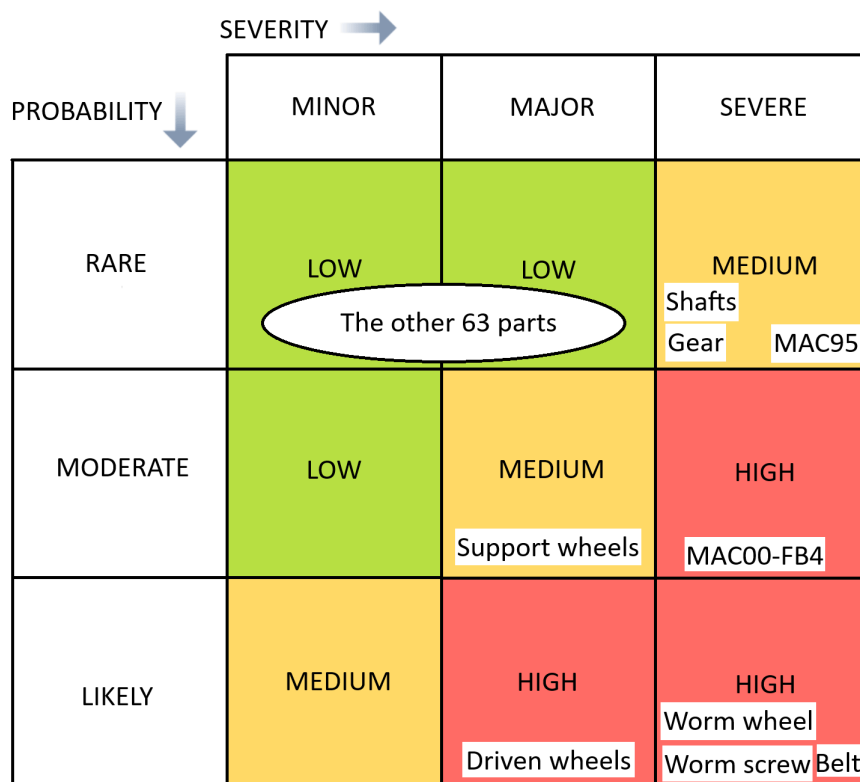 SEVERITY
PROBABILITY
MINOR
MAJOR
SEVERE
RARE
LOW
LOW
MEDIUM
The other 63 parts
Shafts
Gear
MAC95
MODERATE
LOW
MEDIUM
HIGH
Support wheels
MAC00-FB4
LIKELY
MEDIUM
HIGH
HIGH
Driven wheels
Worm wheel
Worm screw
Belt